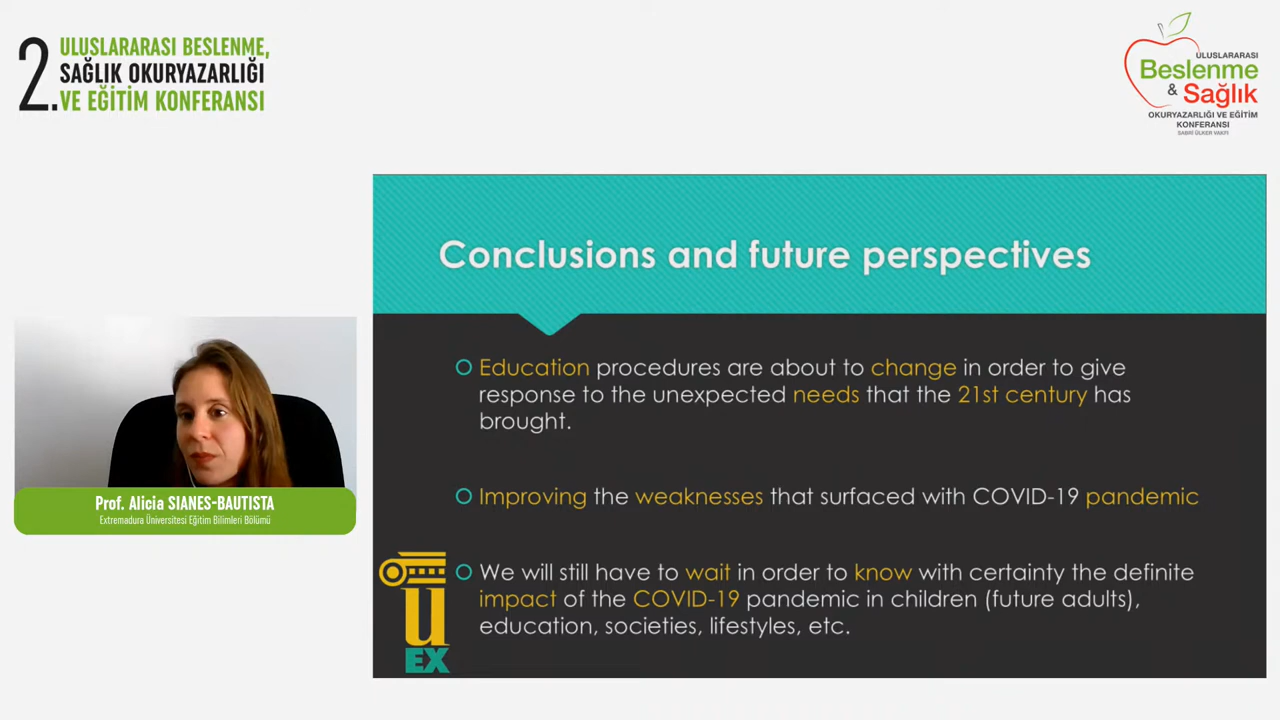 2. ULUSLARARASI BESLENME,
SAĞLIK OKURYAZARLIĞI
VE EĞİTİM KONFERANSI
ULUSLARARASI
Beslenme
& Sağlık
OKURYAZARLIĞI VE EĞİTİM
KONFERANSI
SABRİ ÜLKER VAKFI
Conclusions and future perspectives
Education procedures are about to change in order to give
response to the unexpected needs that the 21st century has
brought.
Improving the weaknesses that surfaced with COVID-19 pandemic
We will still have to wait in order to know with certainty the definite
impact of the COVID-19 pandemic in children (future adults),
education, societies, lifestyles, etc.
Prof. Alicia SIANES-BAUTISTA
Extremadura Üniversitesi Eğitim Bilimleri Bölümü
u
EX